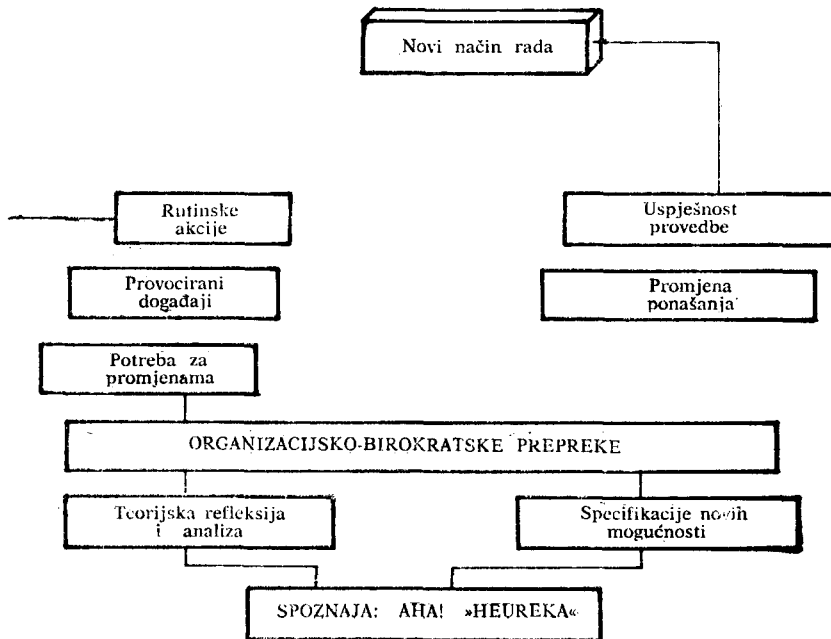 Novi način rada
Rutinske
akcije
Uspješnost
provedbe
Provocirani
događaji
Promjena
ponašanja
Potreba za
promjenama
ORGANIZACIJSKO-BIROKRATSKE PREPREKE
Teorijska refleksija
i analiza
Specifikacije novih
mogućnosti
SPOZNAJA: AHA! »HEUREKA«